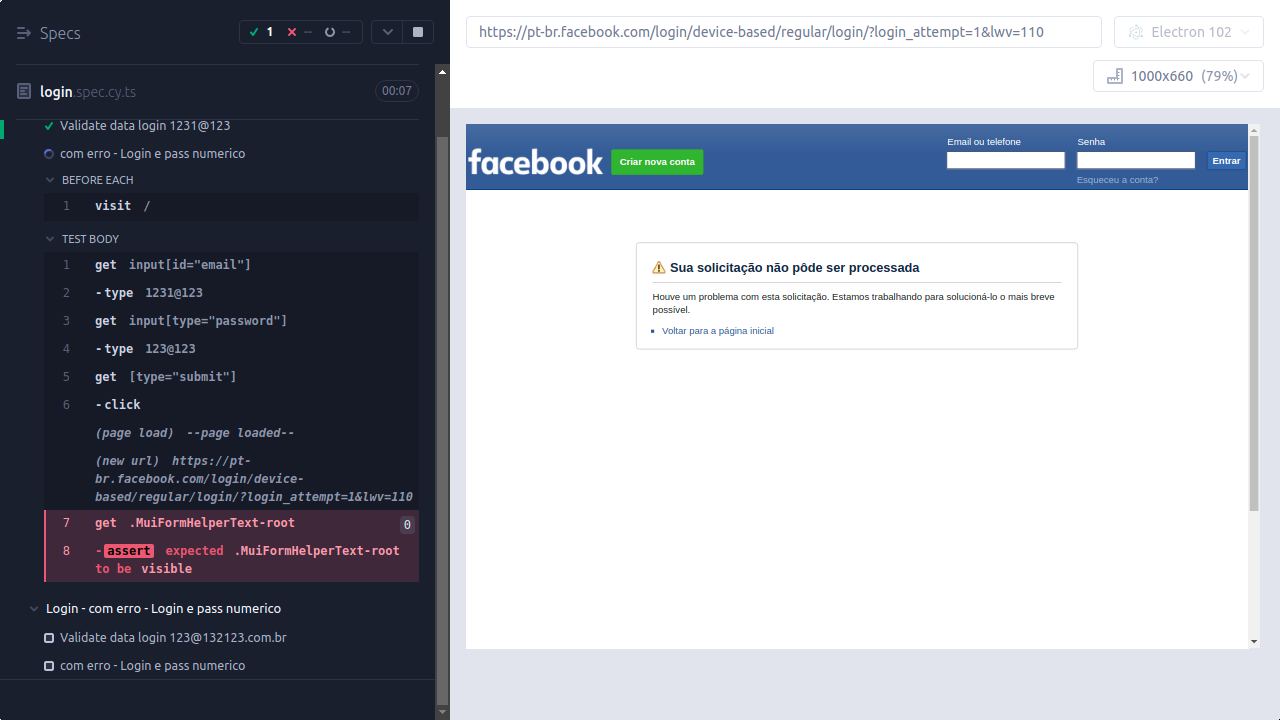 Specs
1
--
--
login.spec.cy.ts
00:07
Validate data login 1231@123
com erro - Login e pass numerico
BEFORE EACH
1 visit /
TEST BODY
1 get input[id="email"]
2 -type 1231@123
3 get input[type="password"]
4 -type 123@123
5 get [type="submit"]
6 -click
(page load) --page loaded--
(new url) https://pt-
br.facebook.com/login/device-
based/regular/login/?login_attempt=1&lwv=110
7 get .MuiFormHelperText-root 0
8 -assert expected .MuiFormHelperText-root
to be visible
Login - com erro - Login e pass numerico
Validate data login 123@132123.com.br
com erro - Login e pass numerico
https://pt-br.facebook.com/login/device-based/regular/login/?login_attempt=1&lwv=110
Electron 102
1000x660 (79%)
facebook
Criar nova conta
Email ou telefone
Senha
Entrar
Esqueceu a conta?
Sua solicitação não pôde ser processada
Houve um problema com esta solicitação. Estamos trabalhando para solucioná-lo o mais breve
possível.
Voltar para a página inicial